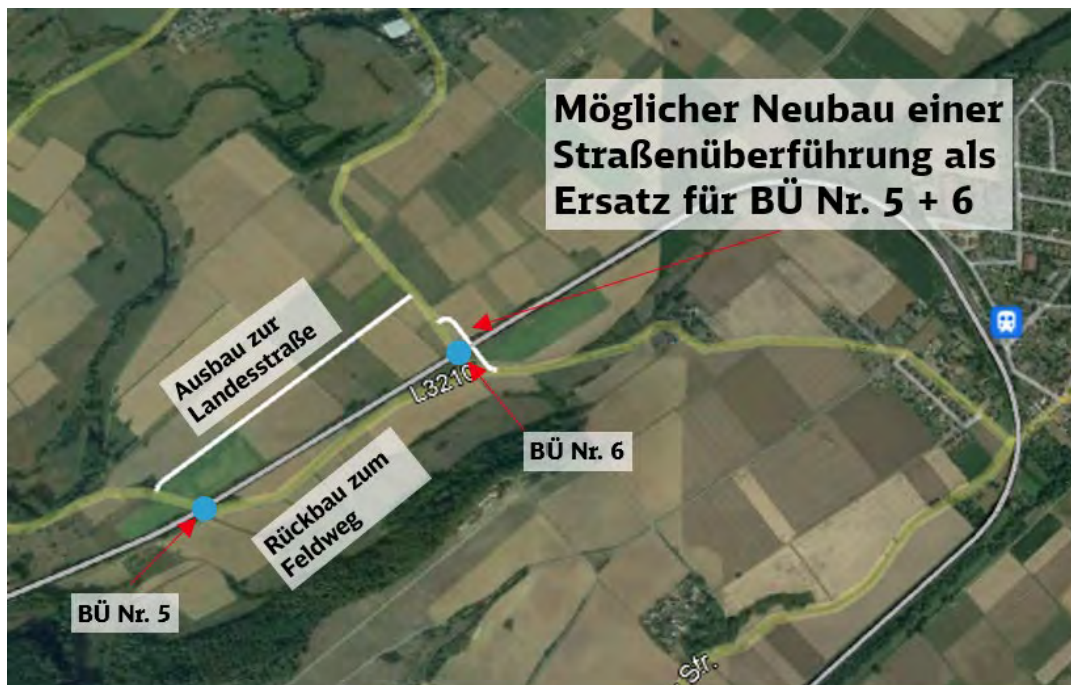 Möglicher Neubau einer
Straßenüberführung als
Ersatz für BÜ Nr. 5 + 6
Ausbau zur
Landesstraße
L3210
BÜ Nr. 6
Rückbau zum
Feldweg
BÜ Nr. 5
Str.